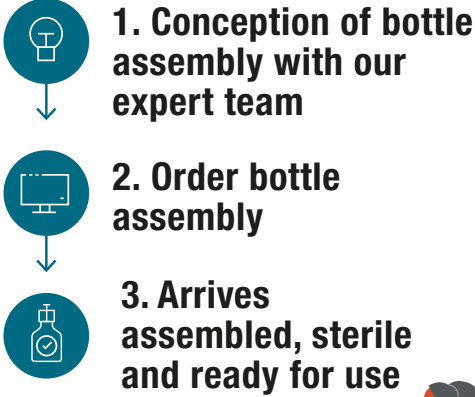 1. Conception of bottle
assembly with our
expert team
2. Order bottle
assembly
3. Arrives
assembled, sterile
and ready for use